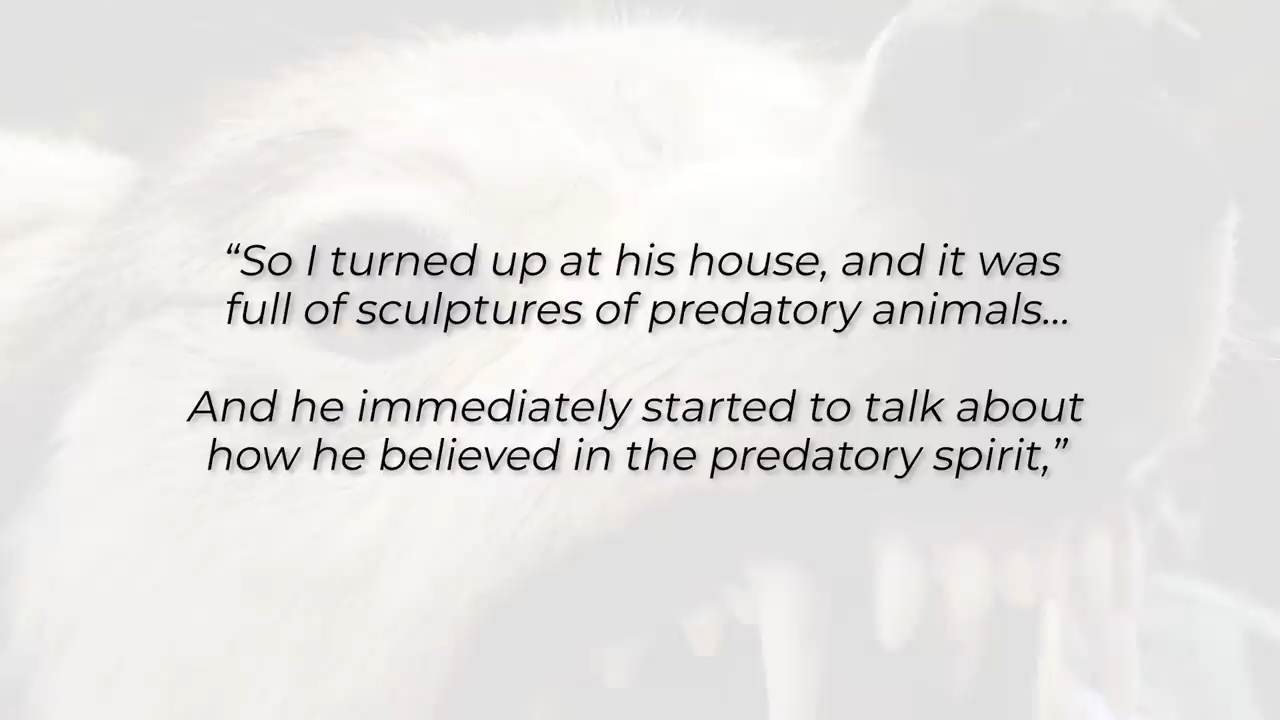 “So I turned up at his house, and it was
full of sculptures of predatory animals...
And he immediately started to talk about
how he believed in the predatory spirit,”